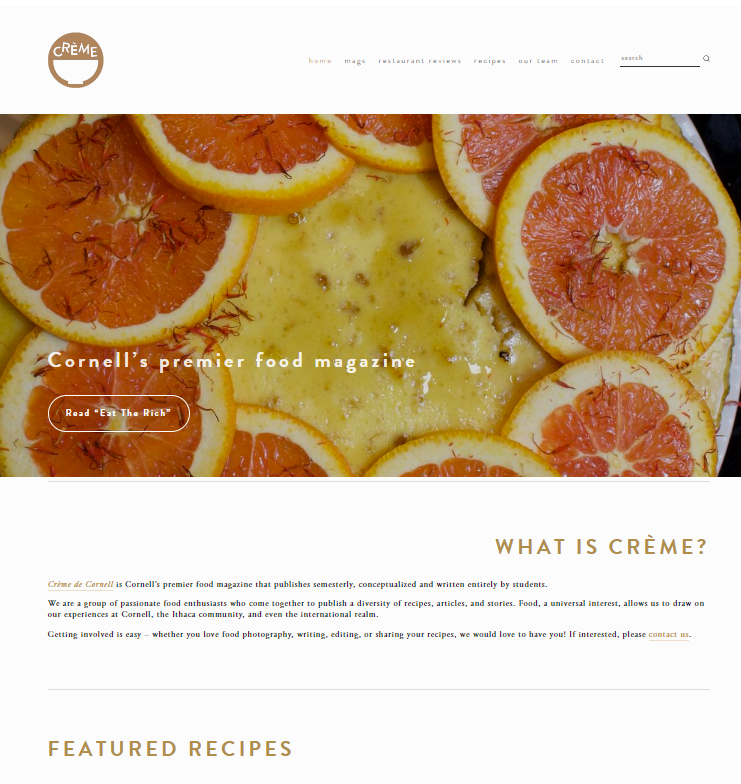 CRÈME
home mags restaurant reviews recipes our team contact search
Cornell’s premier food magazine
Read “Eat The Rich”
WHAT IS CRÈME?
Crème de Cornell is Cornell’s premier food magazine that publishes semesterly, conceptualized and written entirely by students.
We are a group of passionate food enthusiasts who come together to publish a diversity of recipes, articles, and stories. Food, a universal interest, allows us to draw on
our experiences at Cornell, the Ithaca community, and even the international realm.
Getting involved is easy – whether you love food photography, writing, editing, or sharing your recipes, we would love to have you! If interested, please contact us.
FEATURED RECIPES